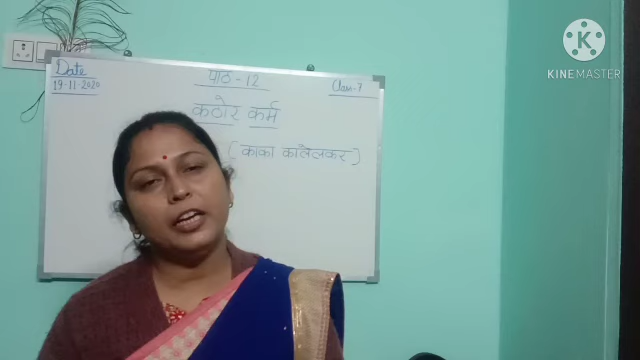 Date
19-11-2020
पाठ - 12
Class-7
कठोर कर्म
( काका कालेलकर )
K
KINEMASTER